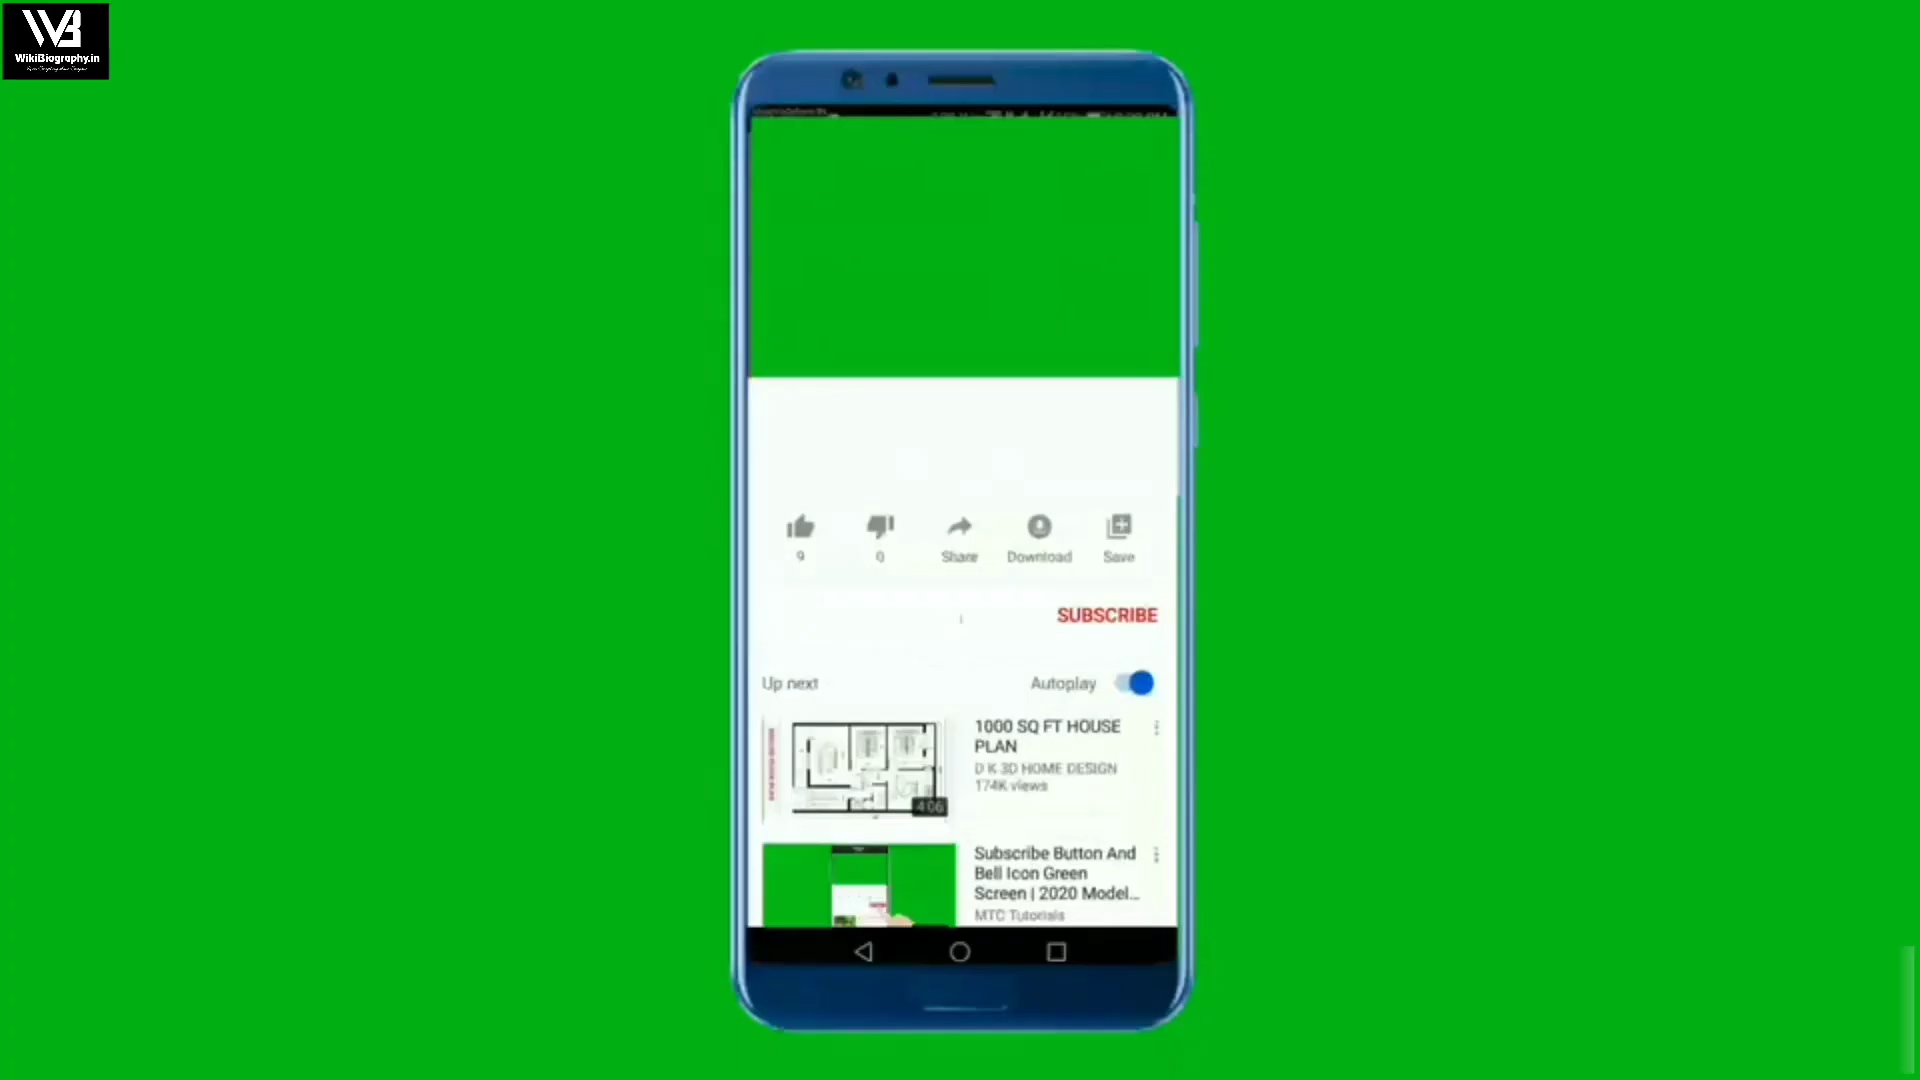 WB
WikiBiography.in
9
0
Share
Download
Save
SUBSCRIBE
Up next
Autoplay
1000 SQ FT HOUSE
PLAN
D K 3D HOME DESIGN
174K views
4:06
Subscribe Button And
Bell Icon Green
Screen | 2020 Model...
MTC Tutorials